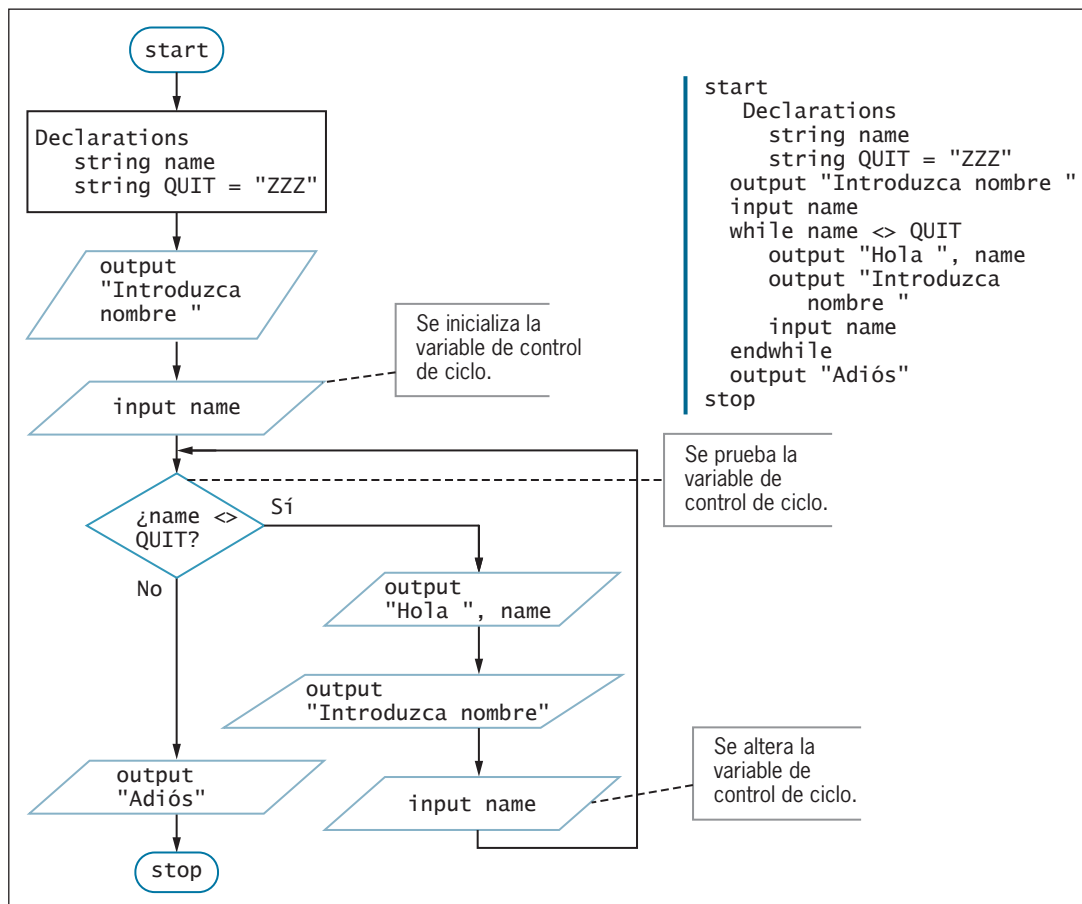 start
Declarations
string name
string QUIT = "ZZZ"
output
"Introduzca
nombre "
input name
Se inicializa la
variable de control
de ciclo.
¿name <>
QUIT?
Sí
No
Se prueba la
variable de
control de ciclo.
output
"Hola ", name
output
"Introduzca nombre"
input name
Se altera la
variable de
control de ciclo.
output
"Adiós"
stop
start
Declarations
string name
string QUIT = "ZZZ"
output "Introduzca nombre "
input name
while name <> QUIT
output "Hola ", name
output "Introduzca
nombre "
input name
endwhile
output "Adiós"
stop